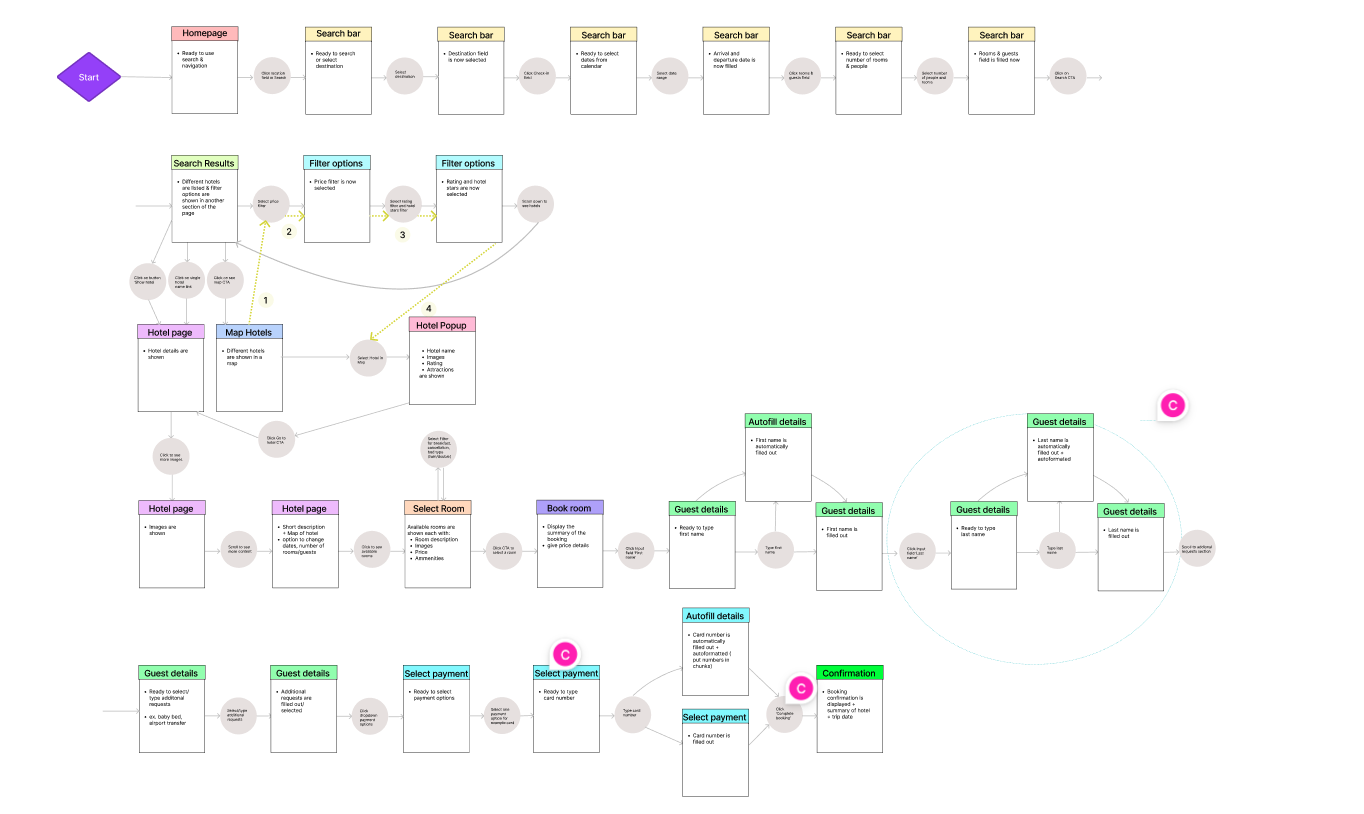 Start
Homepage
• Ready to use
search &
navigation
Click location
field in Search
Search bar
• Ready to search
or select
destination
Select
destination
Search bar
• Destination field
is now selected
Click Check-in
field
Search bar
• Ready to select
dates from
calendar
Select date
range
Search bar
• Arrival and
departure date is
now filled
Click rooms &
guests field
Search bar
• Ready to select
number of rooms
& people
Select number
of people and
rooms
Search bar
• Rooms & guests
field is filled now
Click on
Search CTA
Search Results
• Different hotels
are listed & filter
options are
shown in another
section of the
page
Select price
filter
Filter options
• Price filter is now
selected
Select rating
filter and hotel
stars filter
Filter options
• Rating and hotel
stars are now
selected
Scroll down to
see hotels
1
2
3
4
Click on button
'Show hotel'
Click on single
hotel
name link
Click on see
map CTA
Hotel page
• Hotel details are
shown
Map Hotels
• Different hotels
are shown in a
map
Select Hotel in
Map
Hotel Popup
• Hotel name
• Images
• Rating
• Attractions
are shown
Click Go to
hotel CTA
Click to see
more images
Select Filter
for breakfast,
cancellation,
bed type
(twin/double)
Hotel page
• Images are
shown
Scroll to see
more content
Hotel page
• Short description
+ Map of hotel
• option to change
dates, number of
rooms/guests
Click to see
available
rooms
Select Room
Available rooms are
shown each with:
• Room description
• Images
• Price
• Ammenities
Click CTA to
select a room
Book room
• Display the
summary of the
booking
• give price details
Click input
field 'First
name'
Guest details
• Ready to type
first name
Autofill details
• First name is
automatically
filled out
Type first
name
Guest details
• First name is
filled out
Click input
field 'Last
name'
Guest details
• Ready to type
last name
Guest details
• Last name is
automatically
filled out +
autoformated
Type last
name
Guest details
• Last name is
filled out
Scroll to additional
requests section
C
Guest details
• Ready to select/
type additonal
requests
• ex. baby bed,
airport transfer
Select/type
additional
requests
Guest details
• Additional
requests are
filled out/
selected
Click
dropdown
payment
options
Select payment
• Ready to select
payment options
Select one
payment
option for
example card
C
Select payment
• Ready to type
card number
Type card
number
Autofill details
• Card number is
automatically
filled out +
autoformatted (
put numbers in
chunks)
Select payment
• Card number is
filled out
C
Click
'Complete
booking'
Confirmation
• Booking
confirmation is
displayed +
summary of hotel
+ trip date